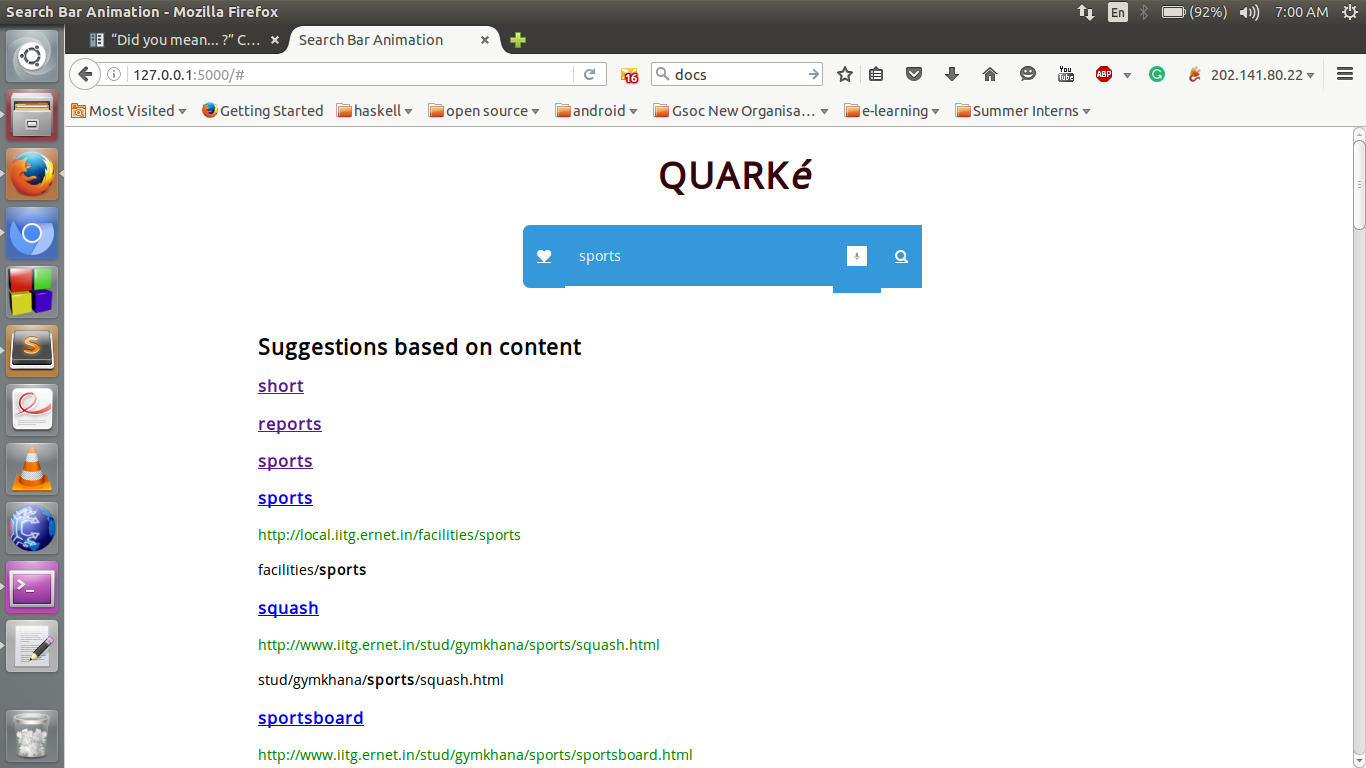 Search Bar Animation - Mozilla Firefox
En
(92%)
7:00 AM
“Did you mean... ?” C...
Search Bar Animation
127.0.0.1:5000/#
16
docs
You
Tube
ABP
202.141.80.22
Most Visited
Getting Started
haskell
open source
android
Gsoc New Organisa...
e-learning
Summer Interns
QUARKé
sports
Suggestions based on content
short
reports
sports
sports
http://local.iitg.ernet.in/facilities/sports
facilities/sports
squash
http://www.iitg.ernet.in/stud/gymkhana/sports/squash.html
stud/gymkhana/sports/squash.html
sportsboard
http://www.iitg.ernet.in/stud/gymkhana/sports/sportsboard.html